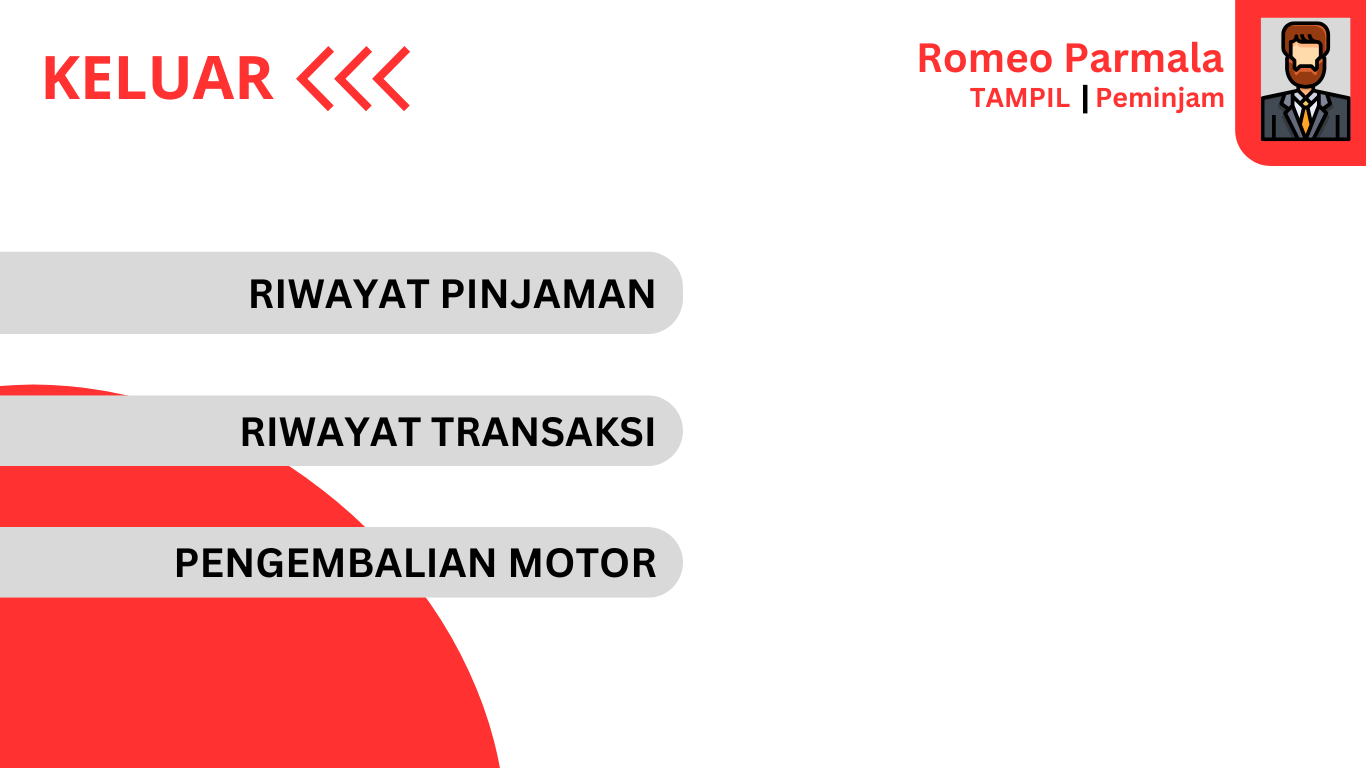 KELUAR
Romeo Parmala
TAMPIL | Peminjam
RIWAYAT PINJAMAN
RIWAYAT TRANSAKSI
PENGEMBALIAN MOTOR